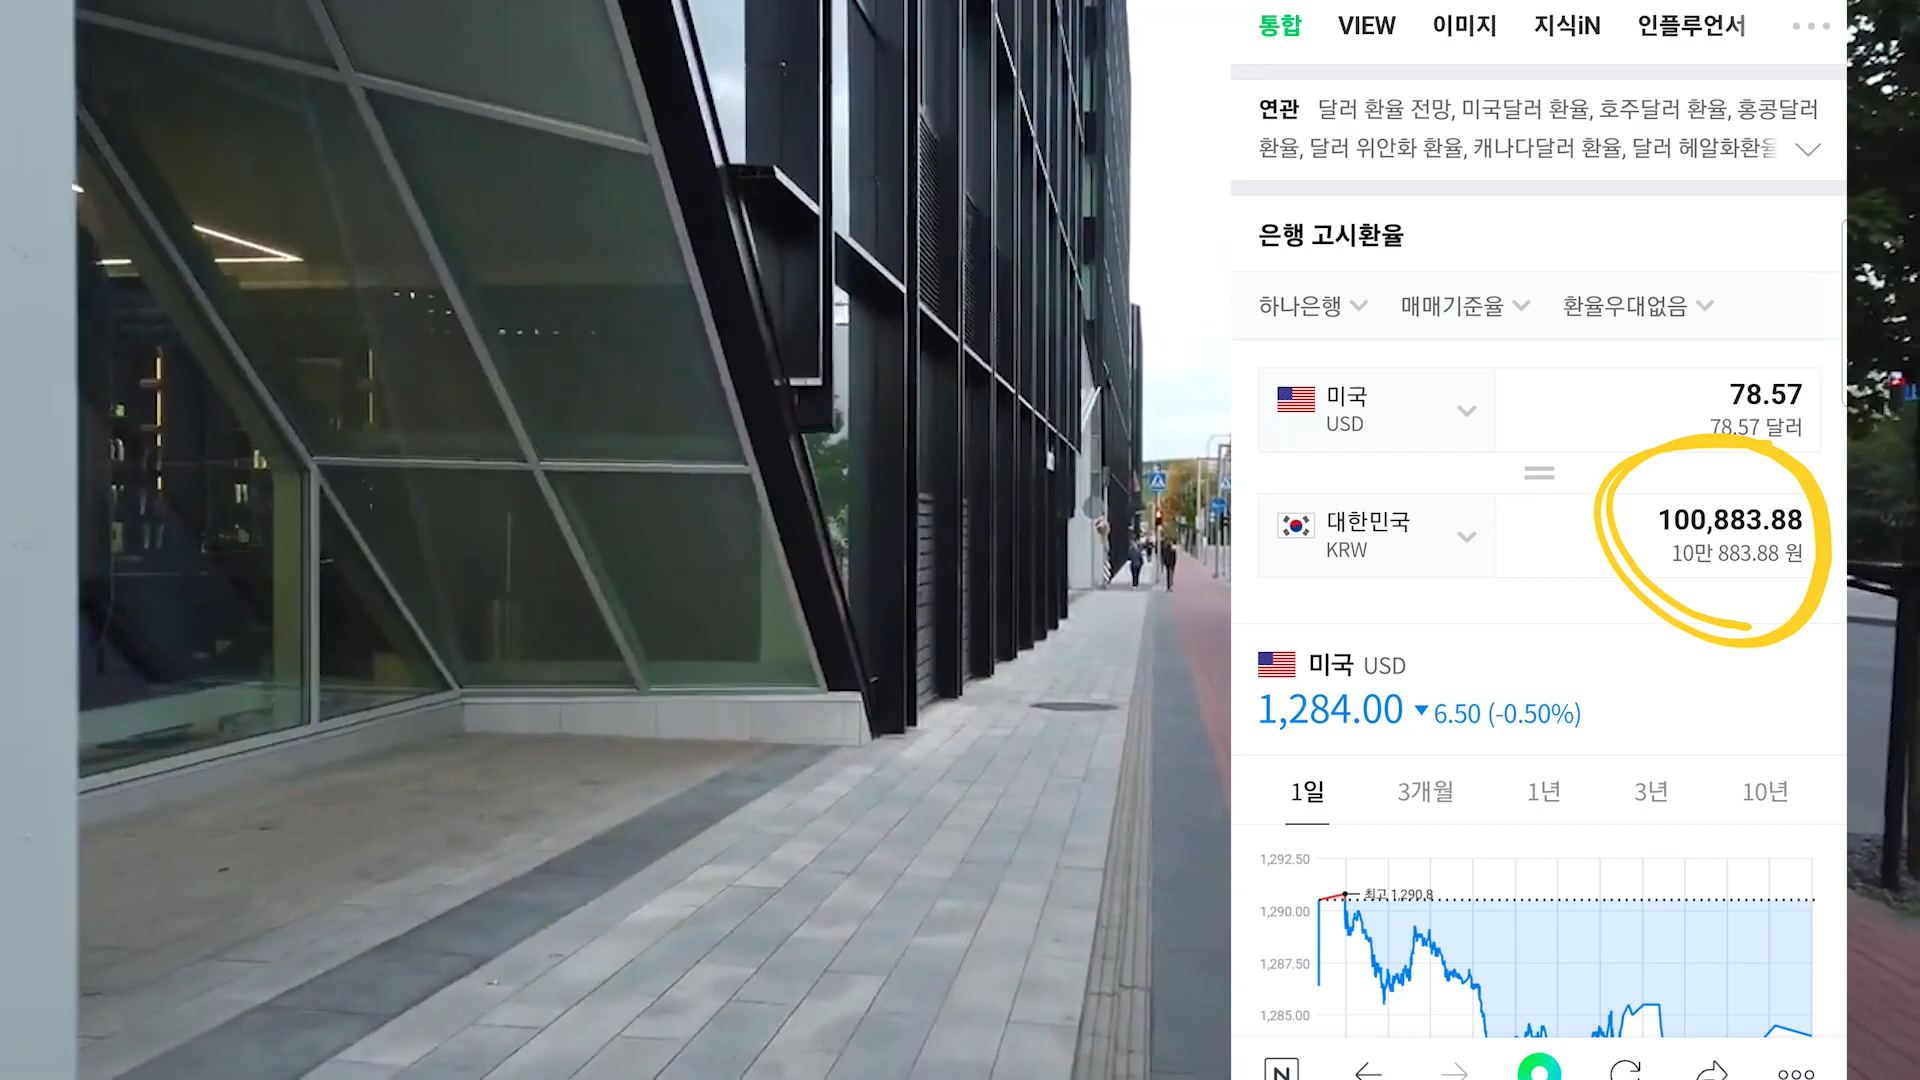 통합 VIEW 이미지 지식iN 인플루언서
연관 달러 환율 전망, 미국달러 환율, 호주달러 환율, 홍콩달러
환율, 달러 위안화 환율, 캐나다달러 환율, 달러 헤알화환율
은행 고시환율
하나은행 매매기준율 환율우대없음
미국
USD
78.57
78.57 달러
대한민국
KRW
100,883.88
10만 883.88 원
미국 USD
1,284.00 ▼ 6.50 (-0.50%)
1일 3개월 1년 3년 10년
1,292.50
최고 1,290.8
1,290.00
1,287.50
1,285.00
N